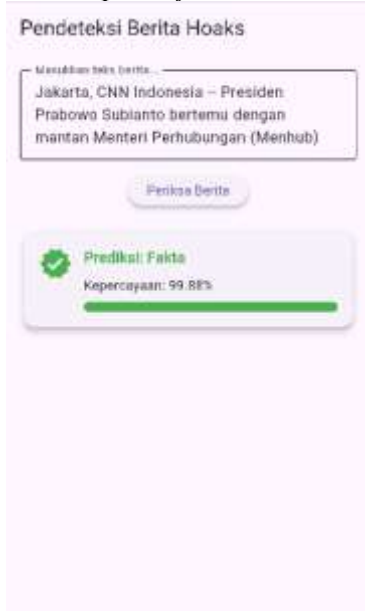 Pendeteksi Berita Hoaks
Masukkan teks berita...
Jakarta, CNN Indonesia – Presiden
Prabowo Subianto bertemu dengan
mantan Menteri Perhubungan (Menhub)
Periksa Berita
Prediksi: Fakta
Kepercayaan: 99.88%